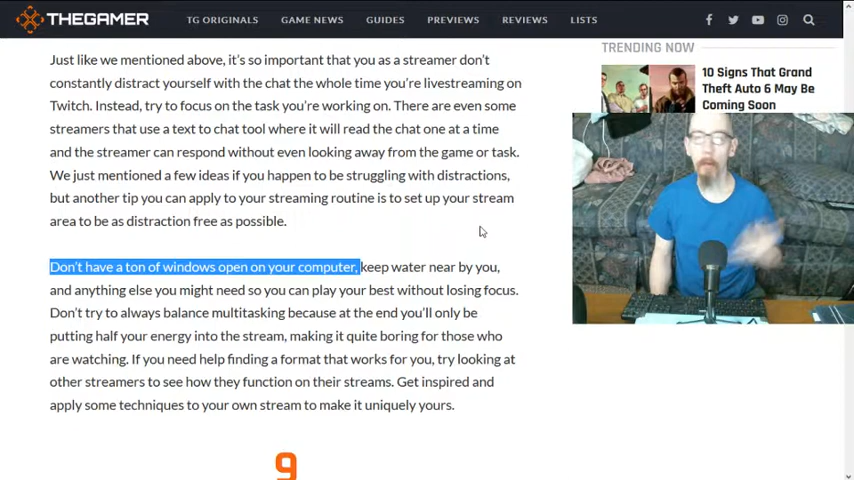 THEGAMER
TG ORIGINALS GAME NEWS GUIDES PREVIEWS REVIEWS LISTS
Just like we mentioned above, it's so important that you as a streamer don't
constantly distract yourself with the chat the whole time you're livestreaming on
Twitch. Instead, try to focus on the task you're working on. There are even some
streamers that use a text to chat tool where it will read the chat one at a time
and the streamer can respond without even looking away from the game or task.
We just mentioned a few ideas if you happen to be struggling with distractions,
but another tip you can apply to your streaming routine is to set up your stream
area to be as distraction free as possible.
Don't have a ton of windows open on your computer, keep water near by you,
and anything else you might need so you can play your best without losing focus.
Don't try to always balance multitasking because at the end you'll only be
putting half your energy into the stream, making it quite boring for those who
are watching. If you need help finding a format that works for you, try looking at
other streamers to see how they function on their streams. Get inspired and
apply some techniques to your own stream to make it uniquely yours.
9
TRENDING NOW
10 Signs That Grand
Theft Auto 6 May Be
Coming Soon